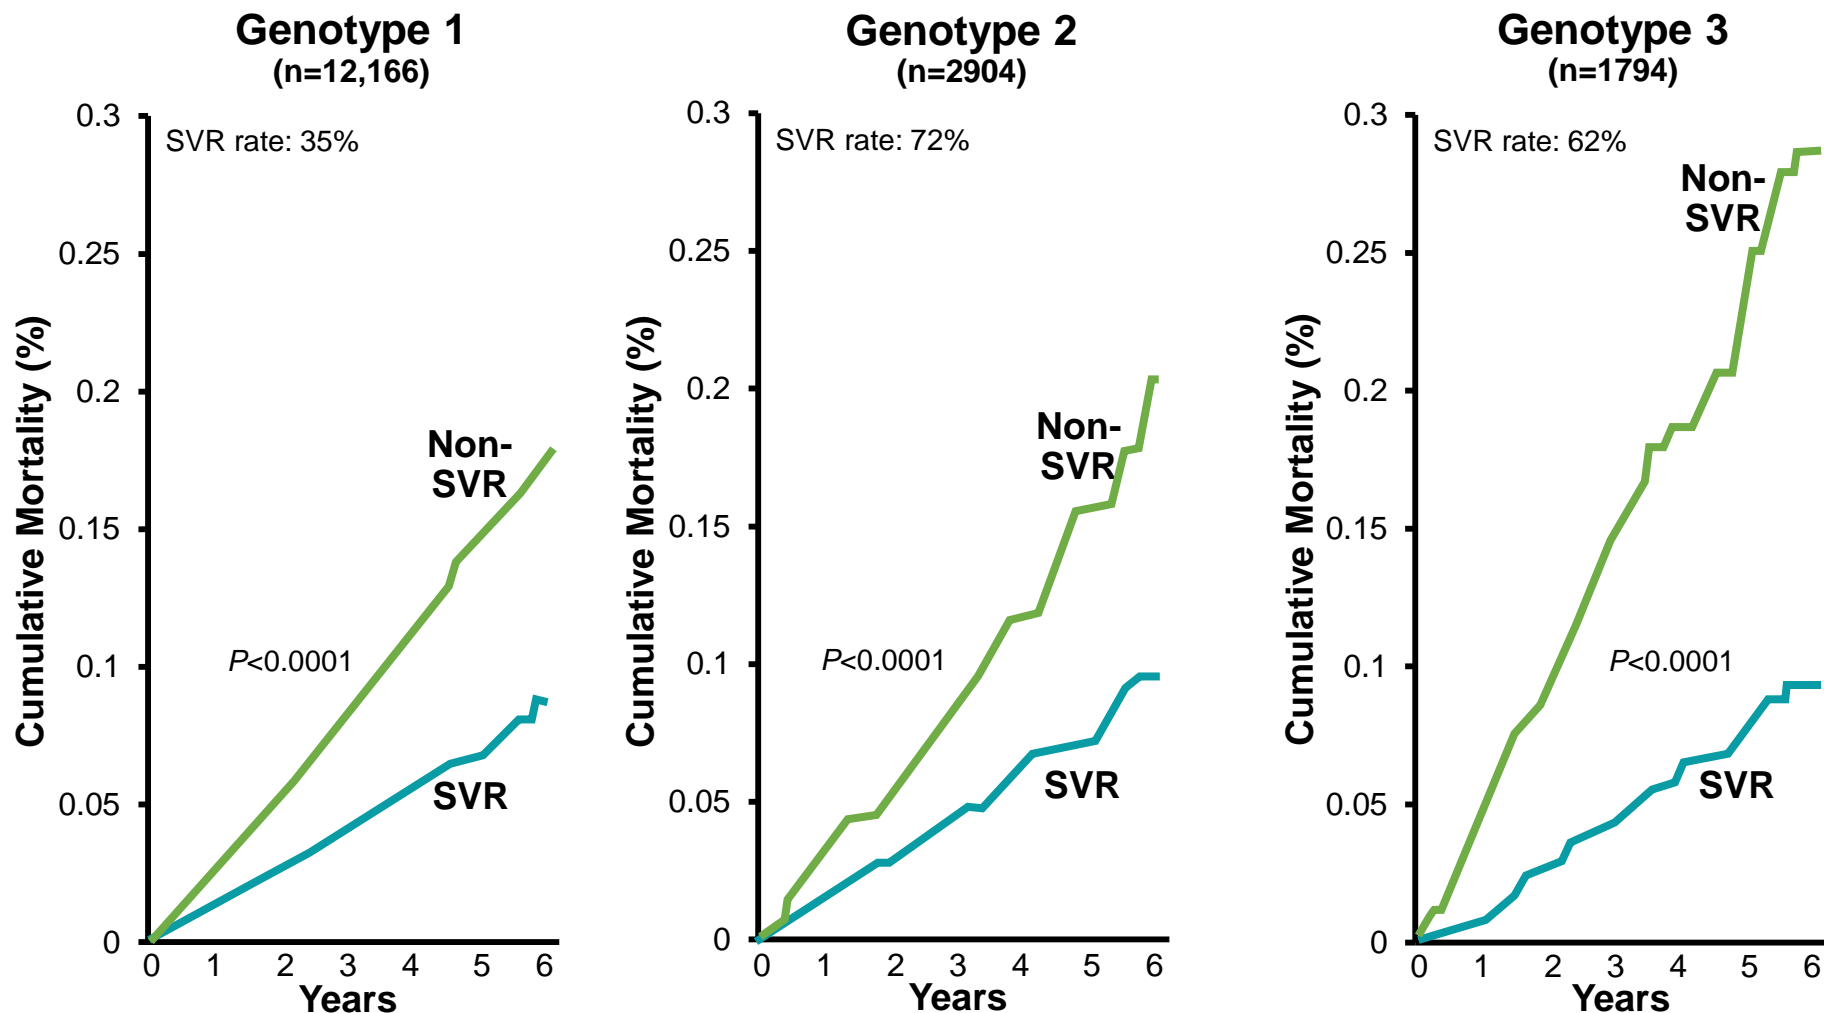 Genotype 1
(n=12,166)
SVR rate: 35%
0.3
0.25
0.2
0.15
0.1
0.05
0
Cumulative Mortality (%)
Non-
SVR
P<0.0001
SVR
0 1 2 3 4 5 6
Years
Genotype 2
(n=2904)
SVR rate: 72%
0.3
0.25
0.2
0.15
0.1
0.05
0
Cumulative Mortality (%)
Non-
SVR
P<0.0001
SVR
0 1 2 3 4 5 6
Years
Genotype 3
(n=1794)
SVR rate: 62%
0.3
0.25
0.2
0.15
0.1
0.05
0
Cumulative Mortality (%)
Non-
SVR
P<0.0001
SVR
0 1 2 3 4 5 6
Years